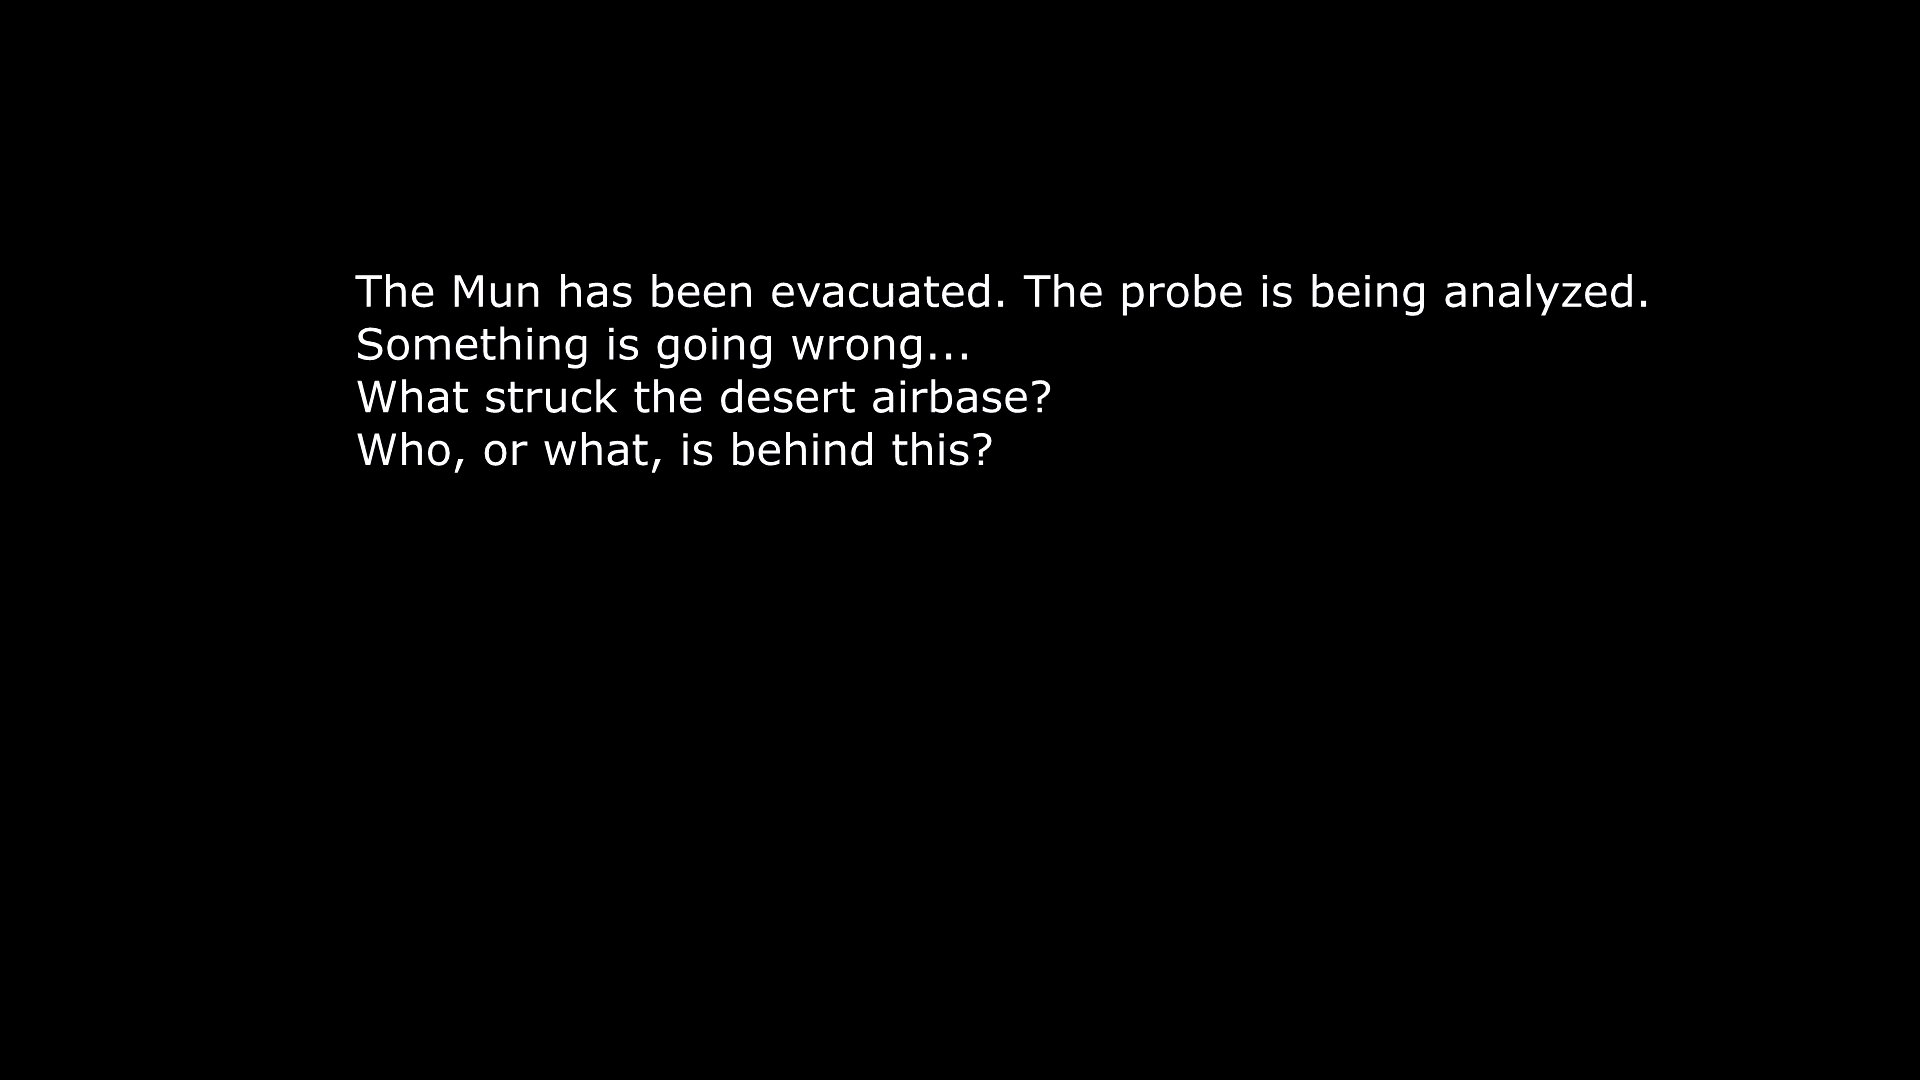 The Mun has been evacuated. The probe is being analyzed.
Something is going wrong...
What struck the desert airbase?
Who, or what, is behind this?